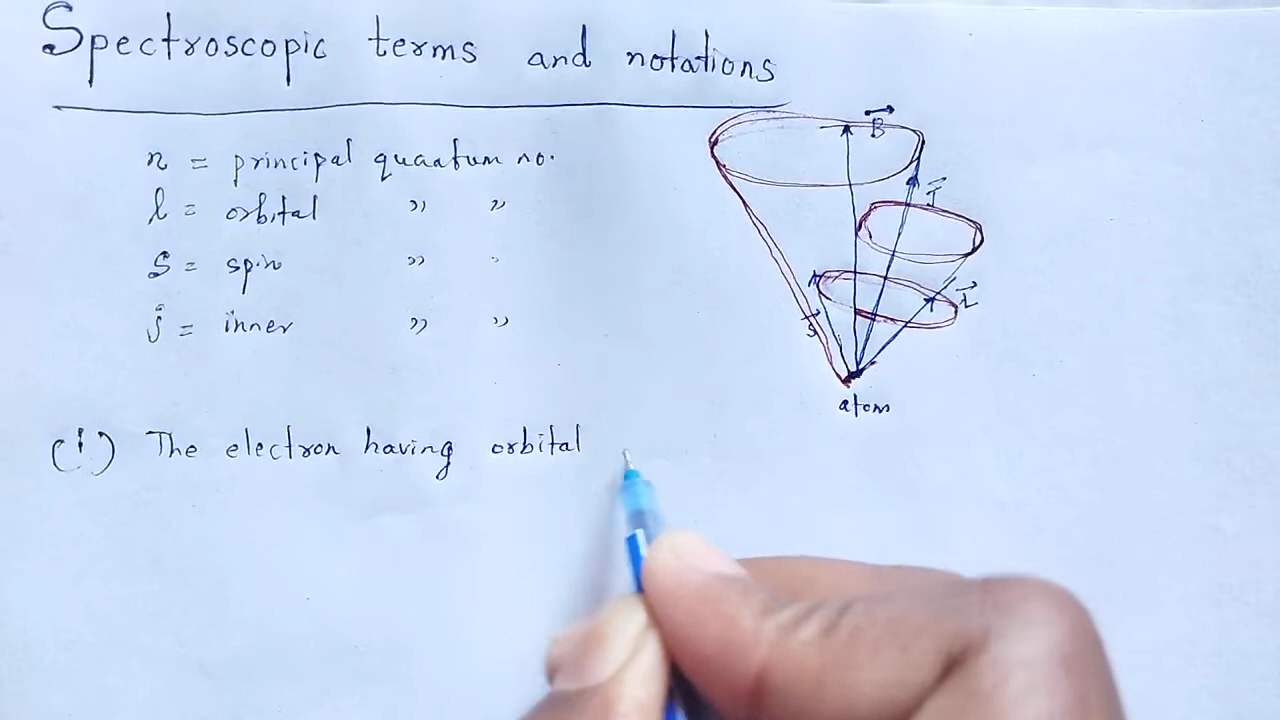 Spectroscopic terms and notations
n = principal quantum no.
l = orbital " "
S = spin " "
j = inner " "
B
J
L
S
atom
(i) The electron having orbital